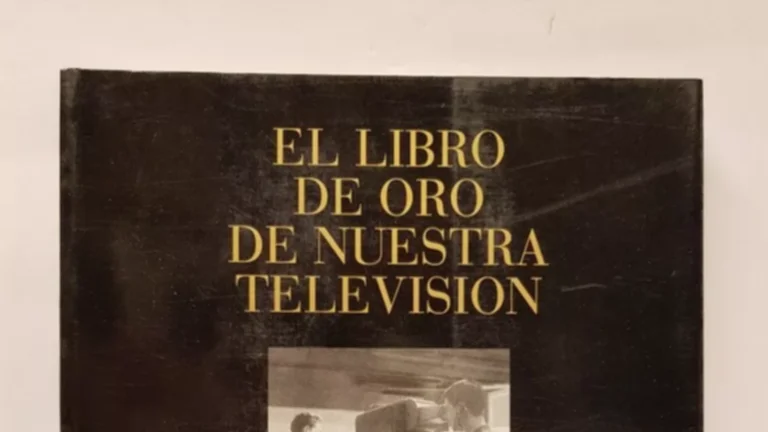 EL LIBRO
DE ORO
DE NUESTRA
TELEVISION